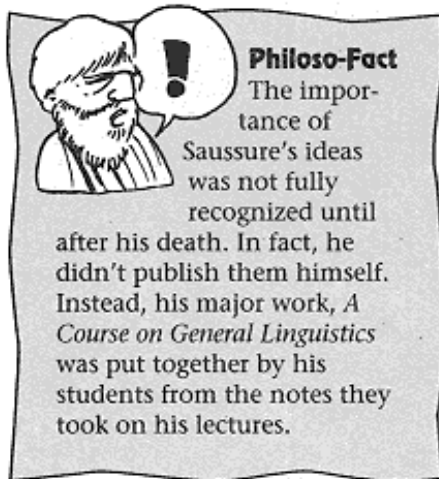 !
Philoso-Fact
The impor-
tance of
Saussure's ideas
was not fully
recognized until
after his death. In fact, he
didn't publish them himself.
Instead, his major work, A
Course on General Linguistics
was put together by his
students from the notes they
took on his lectures.